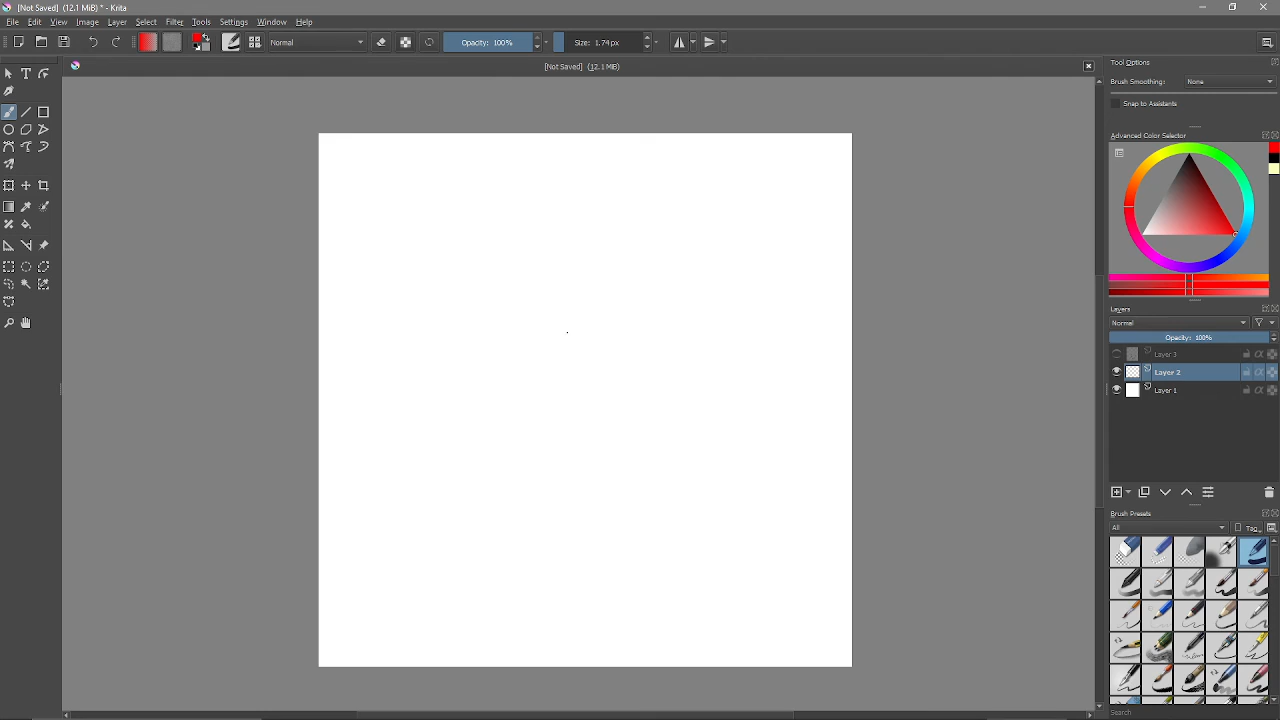 [Not Saved] (12.1 MiB) * - Krita
File Edit View Image Layer Select Filter Tools Settings Window Help
Normal Opacity: 100% Size: 1.74 px
[Not Saved] (12.1 MiB)
Tool Options
Brush Smoothing: None
Snap to Assistants
Advanced Color Selector
Layers
Normal
Opacity: 100%
Layer 3
Layer 2
Layer 1
Brush Presets
All Tag
Search